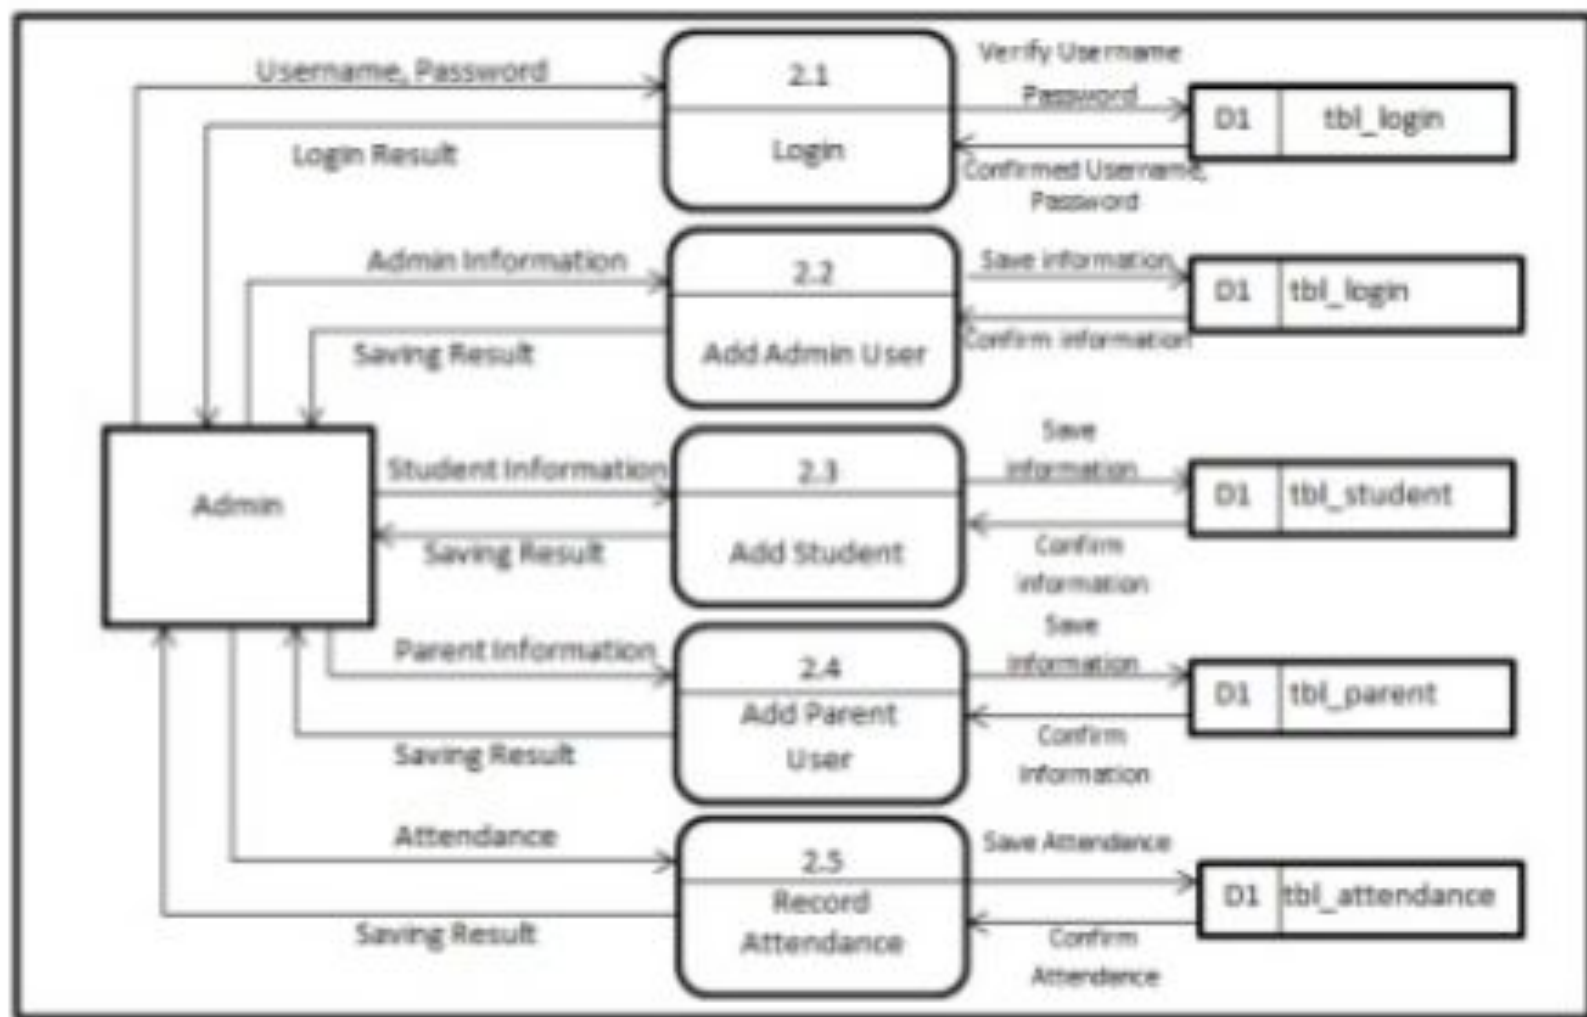 Username, Password
2.1
Login
Login Result
Verify Username
Password
Confirmed Username,
Password
D1 tbl_login
Admin Information
2.2
Add Admin User
Saving Result
Save information
Confirm information
D1 tbl_login
Admin
Student Information
2.3
Add Student
Saving Result
Save
information
Confirm
information
D1 tbl_student
Parent Information
2.4
Add Parent
User
Saving Result
Save
Information
Confirm
Information
D1 tbl_parent
Attendance
2.5
Record
Attendance
Saving Result
Save Attendance
Confirm
Attendance
D1 tbl_attendance